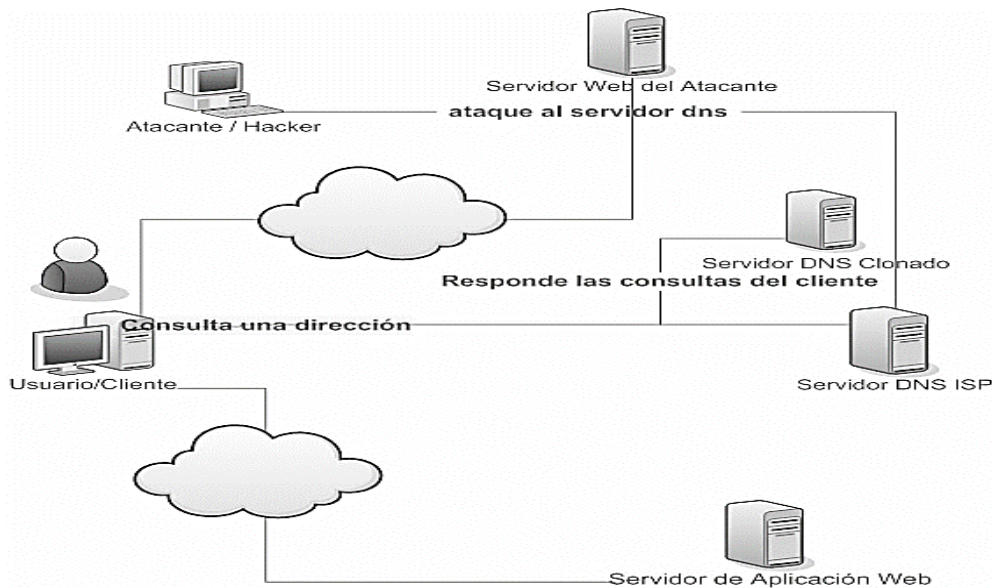 Servidor Web del Atacante
ataque al servidor dns
Atacante / Hacker
Servidor DNS Clonado
Responde las consultas del cliente
Consulta una dirección
Usuario/Cliente
Servidor DNS ISP
Servidor de Aplicación Web